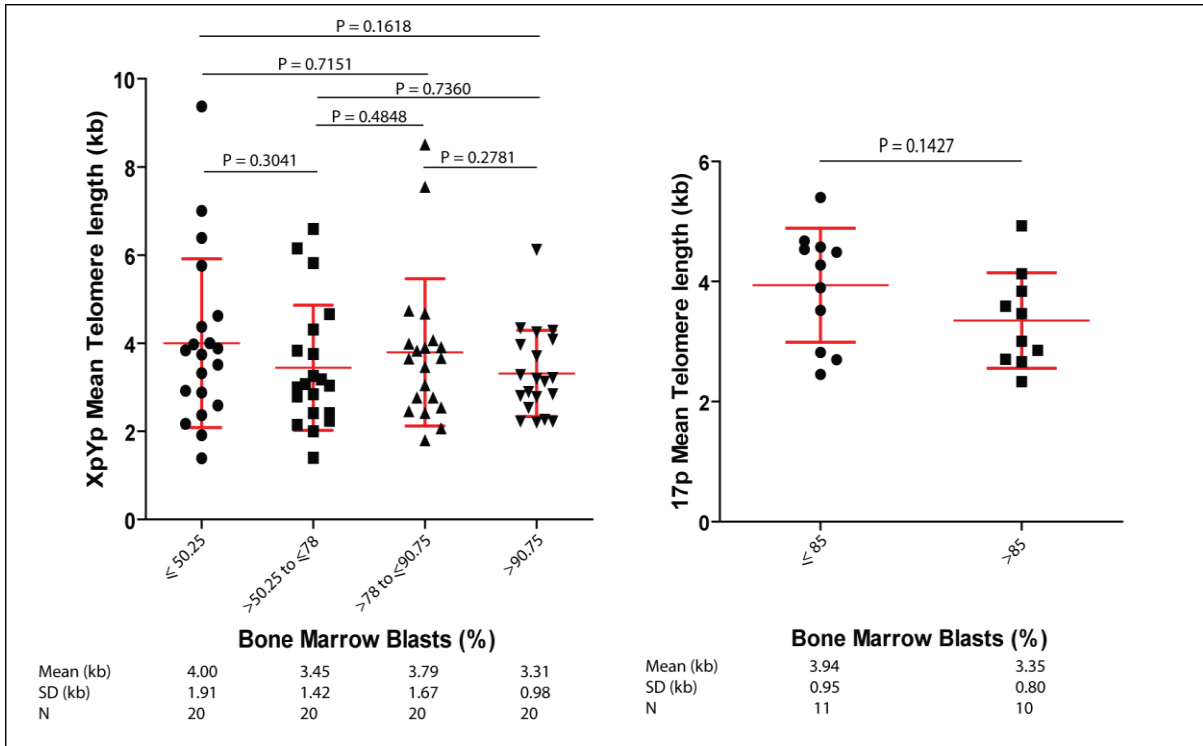 P = 0.1618
P = 0.7151
P = 0.7360
P = 0.4848
P = 0.3041
P = 0.2781
XpYp Mean Telomere length (kb)
10
8
6
4
2
0
≤ 50.25
>50.25 to ≤78
>78 to ≤90.75
>90.75
Bone Marrow Blasts (%)
Mean (kb) 4.00 3.45 3.79 3.31
SD (kb) 1.91 1.42 1.67 0.98
N 20 20 20 20
P = 0.1427
17p Mean Telomere length (kb)
6
4
2
0
≤ 85
>85
Bone Marrow Blasts (%)
Mean (kb) 3.94 3.35
SD (kb) 0.95 0.80
N 11 10